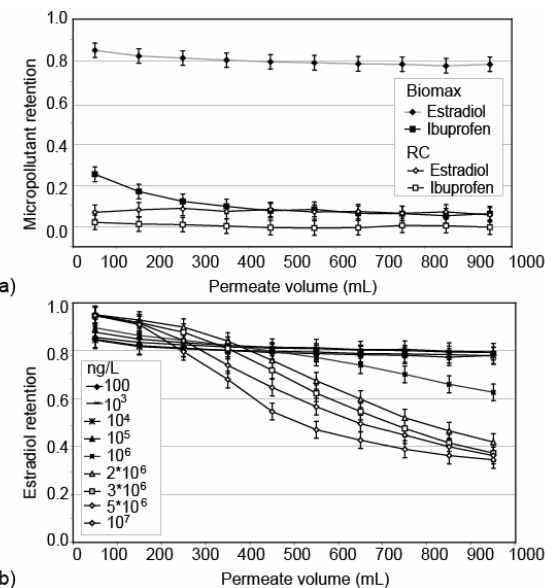 a)
Micropollutant retention
1.0
0.8
0.6
0.4
0.2
0.0
Biomax
Estradiol
Ibuprofen
RC
Estradiol
Ibuprofen
0 100 200 300 400 500 600 700 800 900 1000
Permeate volume (mL)
b)
Estradiol retention
1.0
0.8
0.6
0.4
0.2
0.0
ng/L
100
10³
10⁴
10⁵
10⁶
2*10⁶
3*10⁶
5*10⁶
10⁷
0 100 200 300 400 500 600 700 800 900 1000
Permeate volume (mL)